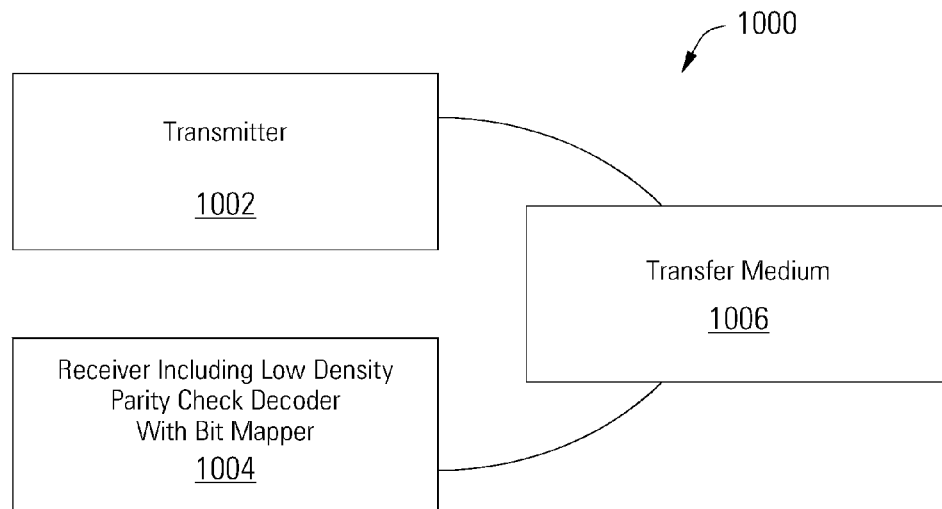 1000
Transmitter
1002
Transfer Medium
1006
Receiver Including Low Density
Parity Check Decoder
With Bit Mapper
1004